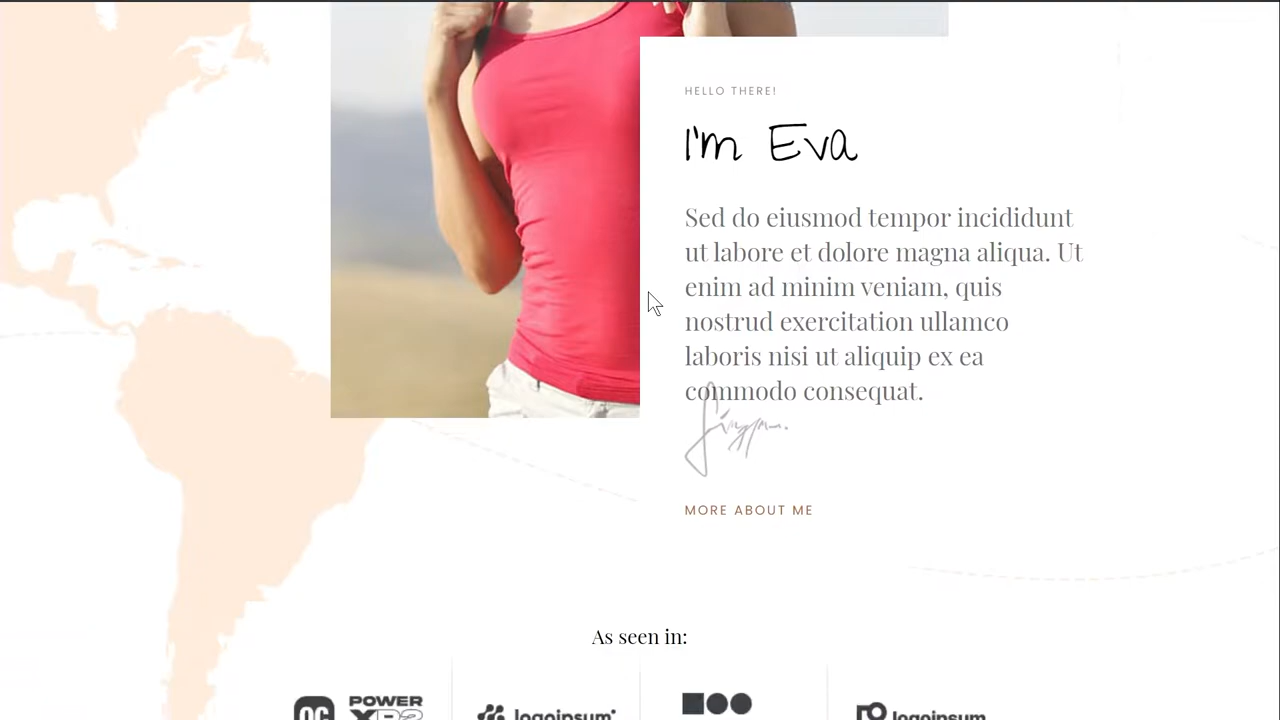 HELLO THERE!
I'm Eva
Sed do eiusmod tempor incididunt
ut labore et dolore magna aliqua. Ut
enim ad minim veniam, quis
nostrud exercitation ullamco
laboris nisi ut aliquip ex ea
commodo consequat.
MORE ABOUT ME
As seen in:
POWER
logoipsum
logoipsum